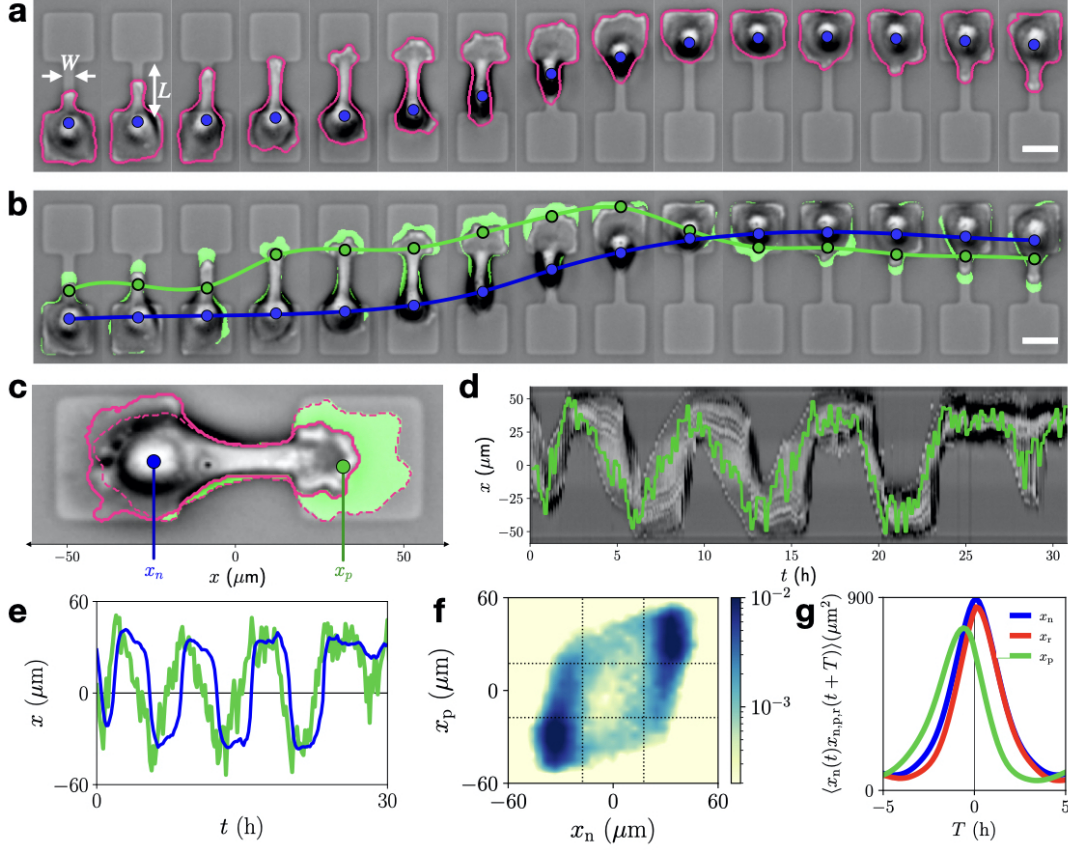 a
W
L
b
c
−50
0
50
x (μm)
xn
xp
d
x (μm)
50
25
0
−25
−50
0
5
10
15
20
25
30
t (h)
e
x (μm)
60
0
−60
0
30
t (h)
f
xp (μm)
60
0
−60
−60
0
60
xn (μm)
10⁻²
10⁻³
g
⟨xn(t)xn,p,r(t + T)⟩(μm²)
900
0
xn
xr
xp
−5
0
5
T (h)